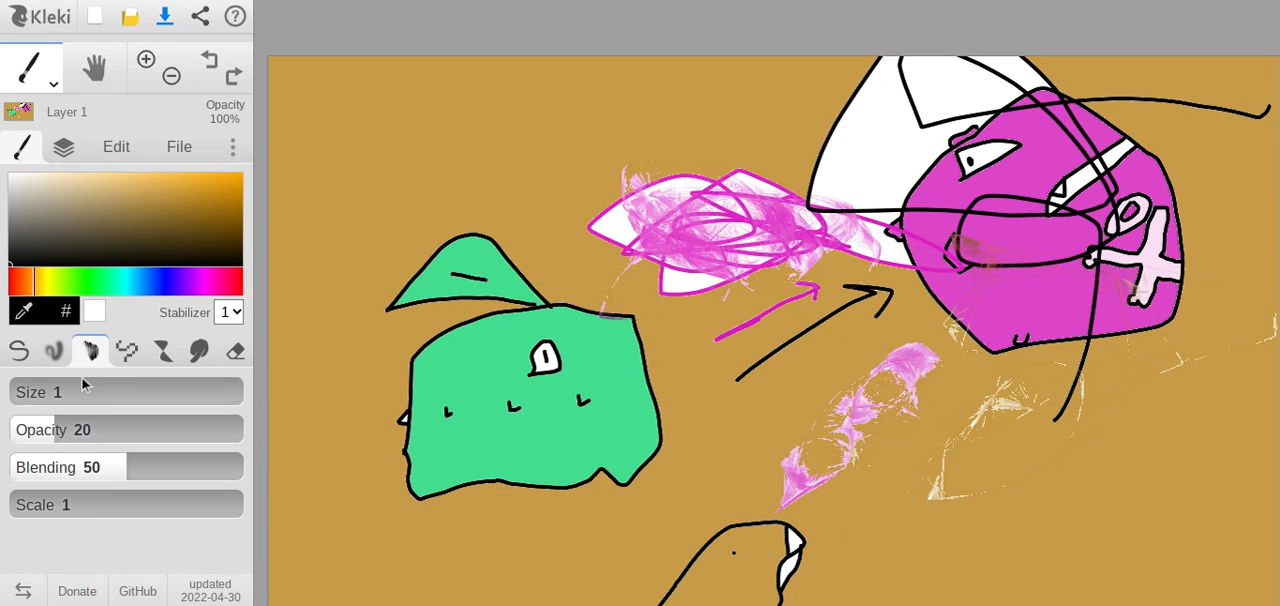 Kleki
Layer 1
Opacity
100%
Edit File
# Stabilizer 1
Size 1
Opacity 20
Blending 50
Scale 1
Donate GitHub updated
2022-04-30